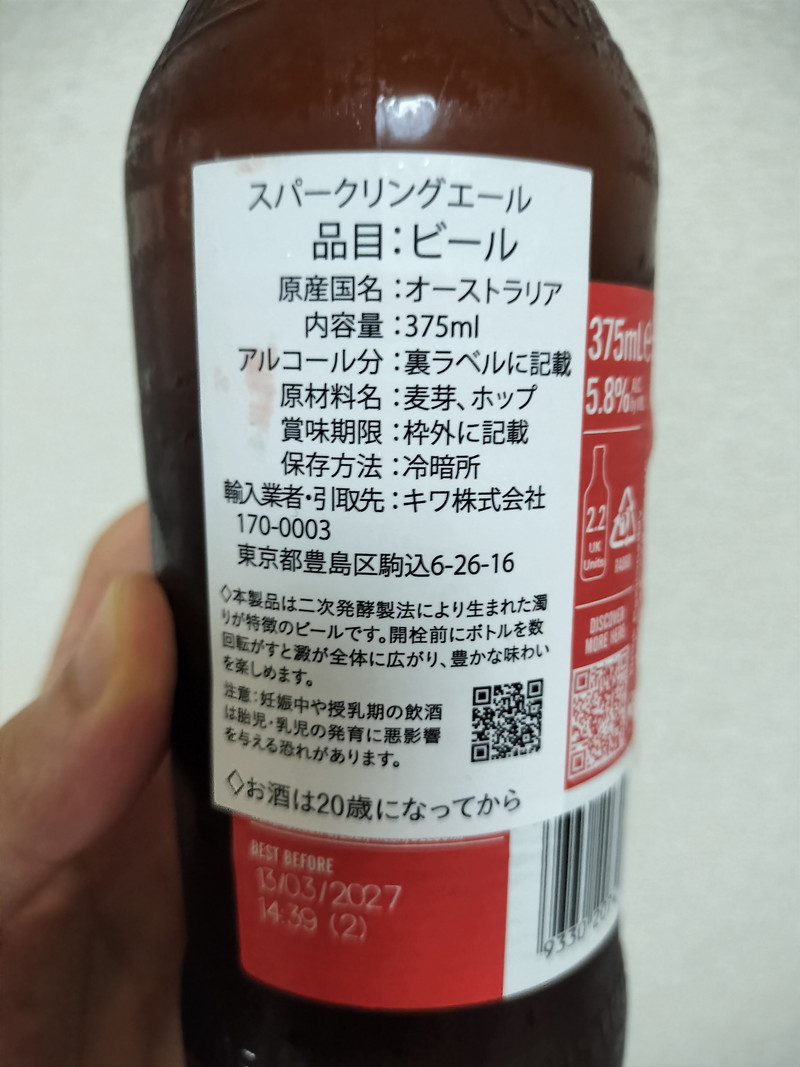 スパークリングエール
品目：ビール
原産国名：オーストラリア
内容量：375ml
アルコール分：裏ラベルに記載
原材料名：麦芽、ホップ
賞味期限：枠外に記載
保存方法：冷暗所
輸入業者・引取先：キワ株式会社
170-0003
東京都豊島区駒込6-26-16
◇本製品は二次発酵製法により生まれた濁
りが特徴のビールです。開栓前にボトルを数
回転がすと澱が全体に広がり、豊かな味わい
を楽しめます。
注意：妊娠中や授乳期の飲酒
は胎児・乳児の発育に悪影響
を与える恐れがあります。
◇お酒は20歳になってから
375mL℮
5.8% ALC.
by vol
2.2
UK
Units
DISCOVER
MORE HERE
BEST BEFORE
13/03/2027
14:39 (2)
9330